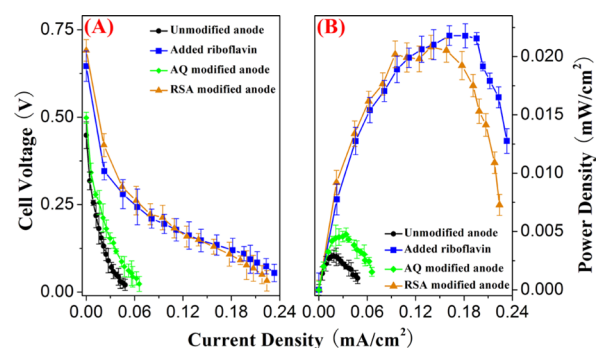 (A)
Unmodified anode
Added riboflavin
AQ modified anode
RSA modified anode
Cell Voltage (V)
0.75
0.50
0.25
0.00
0.00 0.06 0.12 0.18 0.24
(B)
Unmodified anode
Added riboflavin
AQ modified anode
RSA modified anode
0.00 0.06 0.12 0.18 0.24
0.020
0.015
0.010
0.005
0.000
Power Density (mW/cm²)
Current Density (mA/cm²)